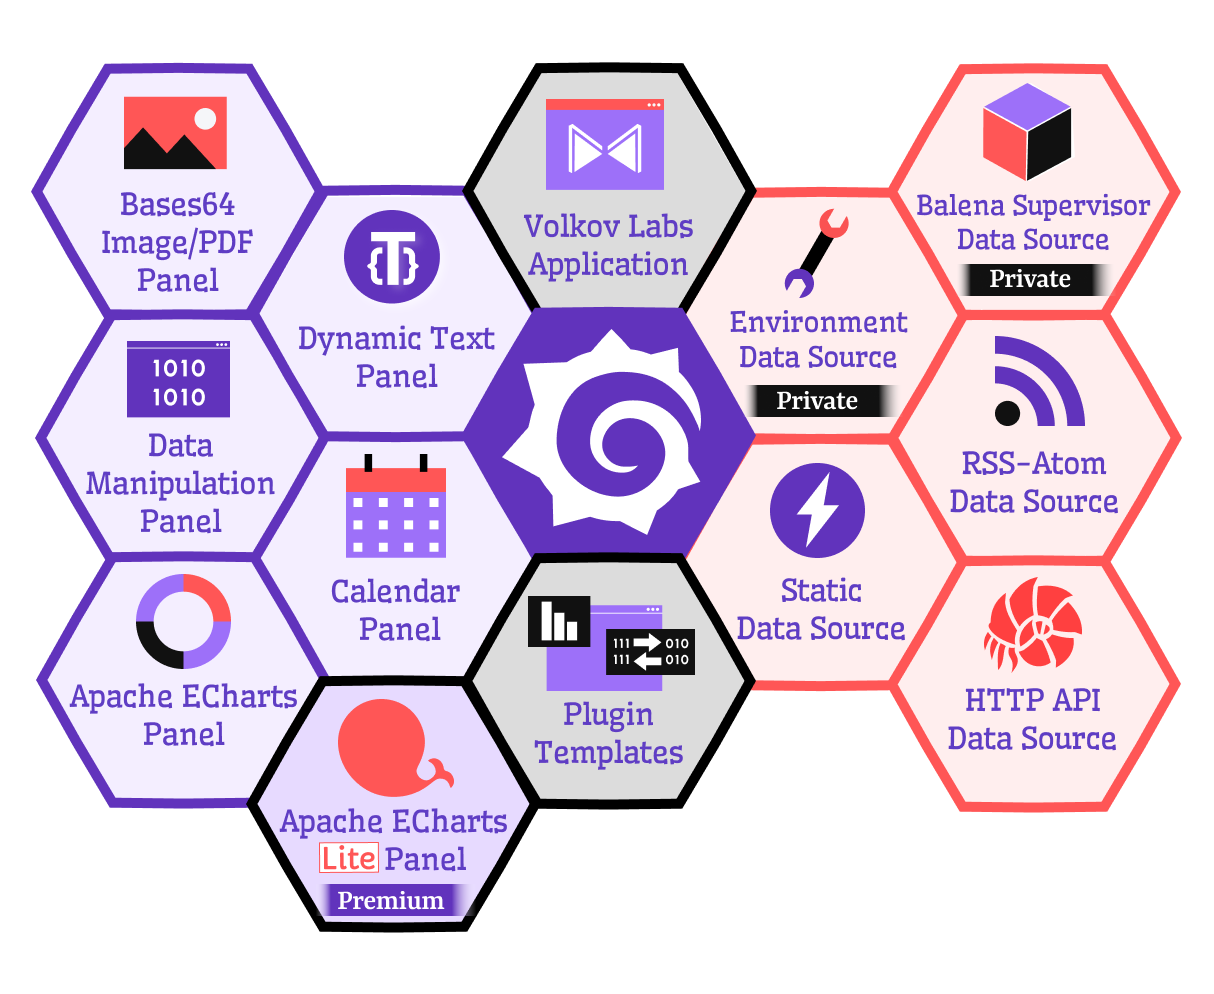 Bases64
Image/PDF
Panel
Dynamic Text
Panel
Volkov Labs
Application
Environment
Data Source
Private
Balena Supervisor
Data Source
Private
1010
1010
Data
Manipulation
Panel
Calendar
Panel
Static
Data Source
RSS-Atom
Data Source
Apache ECharts
Panel
Apache ECharts
Lite Panel
Premium
111 010
111 010
Plugin
Templates
HTTP API
Data Source